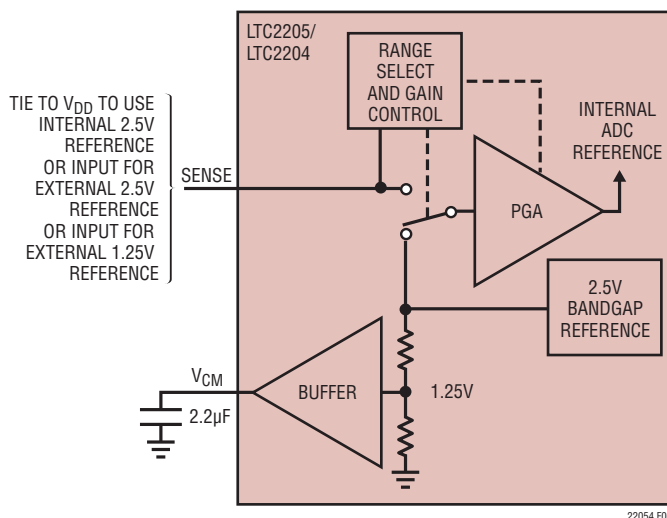 LTC2205/
LTC2204
RANGE
SELECT
AND GAIN
CONTROL
TIE TO VDD TO USE
INTERNAL 2.5V
REFERENCE
OR INPUT FOR
EXTERNAL 2.5V
REFERENCE
OR INPUT FOR
EXTERNAL 1.25V
REFERENCE
SENSE
INTERNAL
ADC
REFERENCE
PGA
2.5V
BANDGAP
REFERENCE
VCM
BUFFER
1.25V
2.2μF